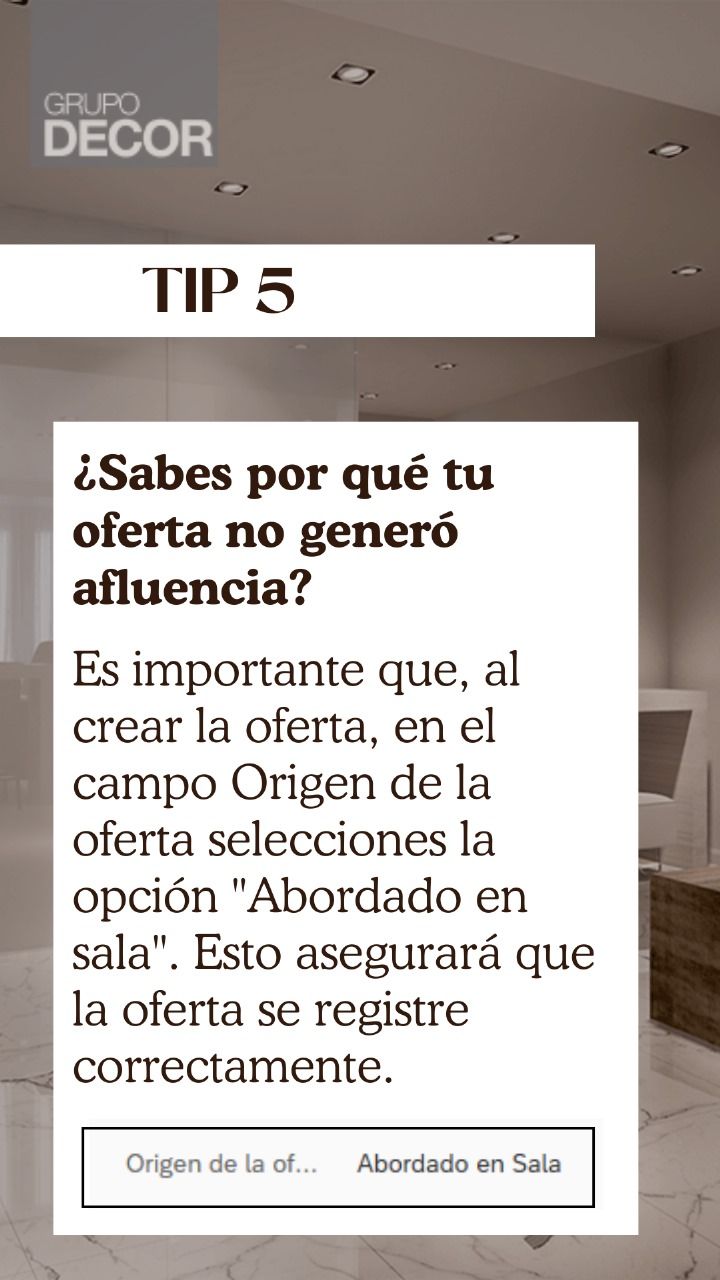 GRUPO
DECOR
TIP 5
¿Sabes por qué tu
oferta no generó
afluencia?
Es importante que, al
crear la oferta, en el
campo Origen de la
oferta selecciones la
opción "Abordado en
sala". Esto asegurará que
la oferta se registre
correctamente.
Origen de la of... Abordado en Sala